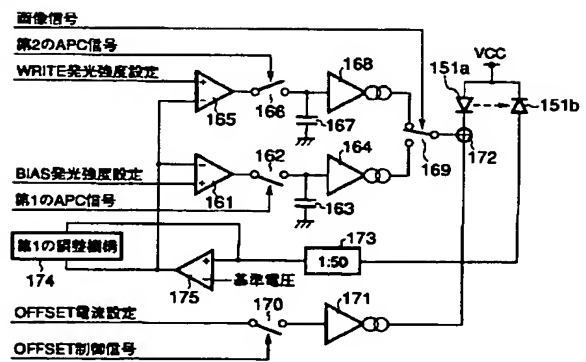 画像信号
第2のAPC信号
WRITE発光強度設定
BIAS発光強度設定
第1のAPC信号
第1の調整機構
174
OFFSET電流設定
OFFSET制御信号
165
166
167
168
161
162
163
164
169
VCC
151a
151b
172
173
1:50
175
基準電圧
170
171